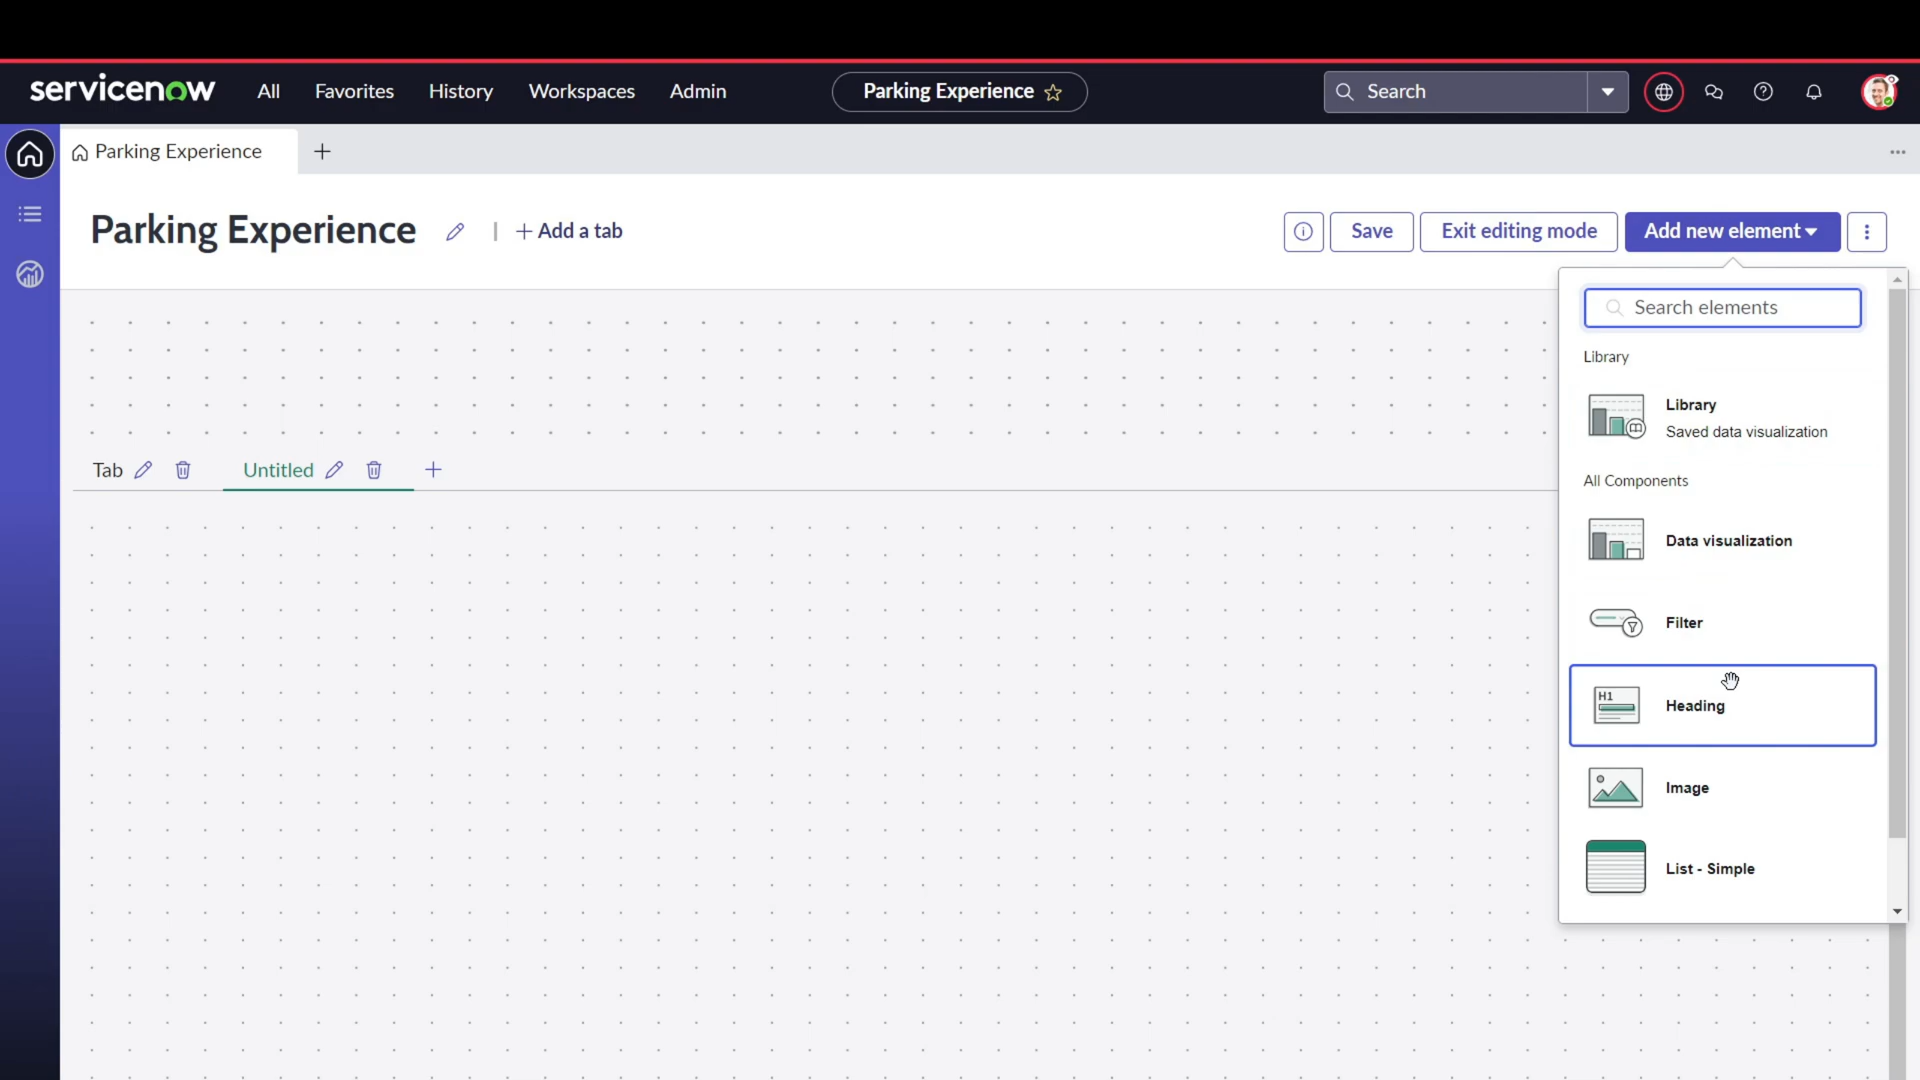 servicenow All Favorites History Workspaces Admin Parking Experience Search
Parking Experience
Parking Experience + Add a tab Save Exit editing mode Add new element
Search elements
Library
Library
Saved data visualization
Tab Untitled
All Components
Data visualization
Filter
H1
Heading
Image
List - Simple